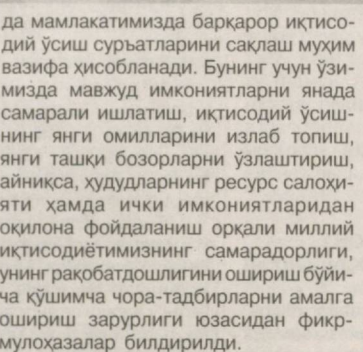 да мамлакатимизда барқарор иқтисо-
дий ўсиш суръатларини сақлаш муҳим
вазифа ҳисобланади. Бунинг учун ўзи-
мизда мавжуд имкониятларни янада
самарали ишлатиш, иқтисодий ўсиш-
нинг янги омилларини излаб топиш,
янги ташқи бозорларни ўзлаштириш,
айниқса, ҳудудларнинг ресурс салоҳи-
яти ҳамда ички имкониятларидан
оқилона фойдаланиш орқали миллий
иқтисодиётимизнинг самарадорлиги,
унинг рақобатдошлигини ошириш бўйи-
ча қўшимча чора-тадбирларни амалга
ошириш зарурлиги юзасидан фикр-
мулоҳазалар билдирилди.